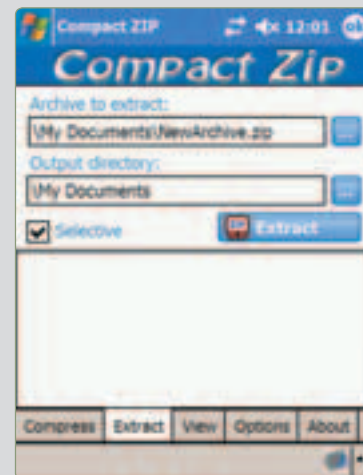 Compact ZIP 12:01 ok
Compact Zip
Archive to extract:
\My Documents\NewArchive.zip ...
Output directory:
\My Documents ...
Selective Extract
Compress Extract View Options About